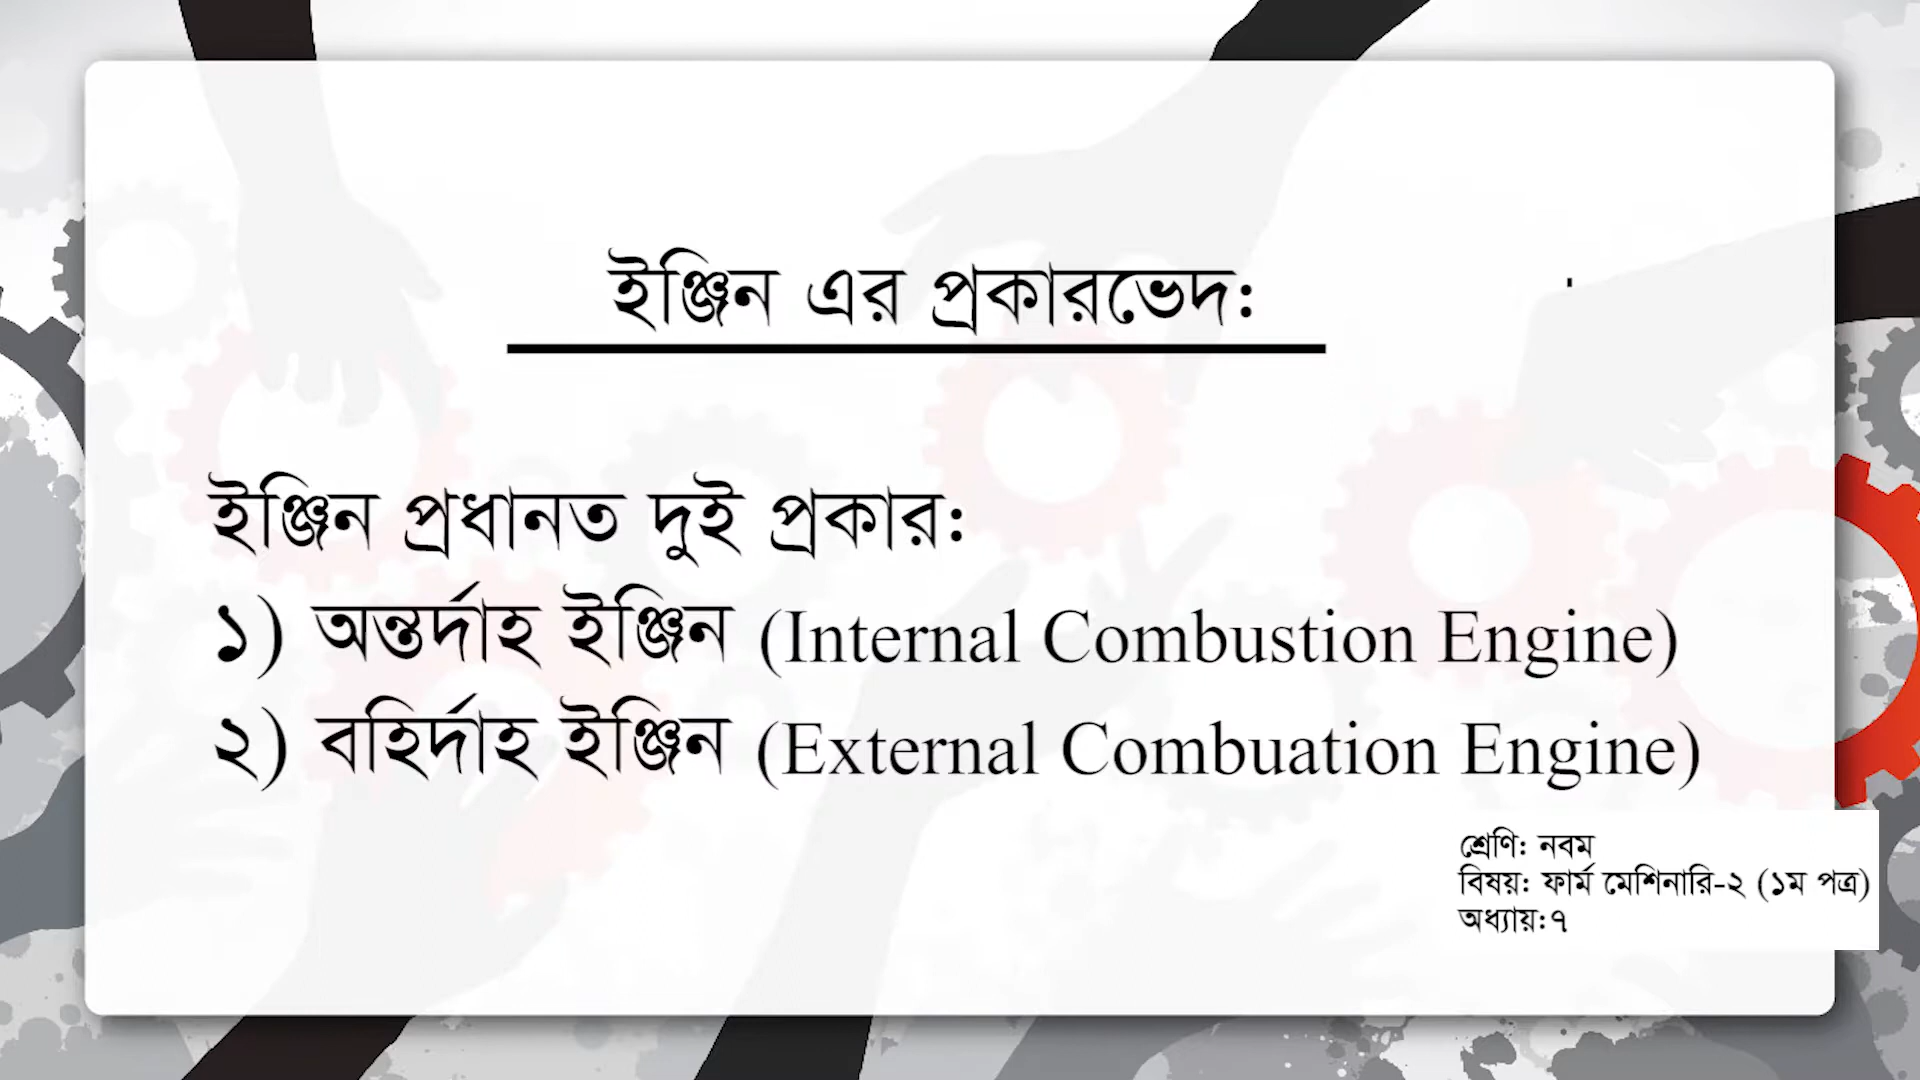 ইঞ্জিন এর প্রকারভেদ:
ইঞ্জিন প্রধানত দুই প্রকার:
১) অন্তর্দাহ ইঞ্জিন (Internal Combustion Engine)
২) বহির্দাহ ইঞ্জিন (External Combuation Engine)
শ্রেণি: নবম
বিষয়: ফার্ম মেশিনারি-২ (১ম পত্র)
অধ্যায়:৭